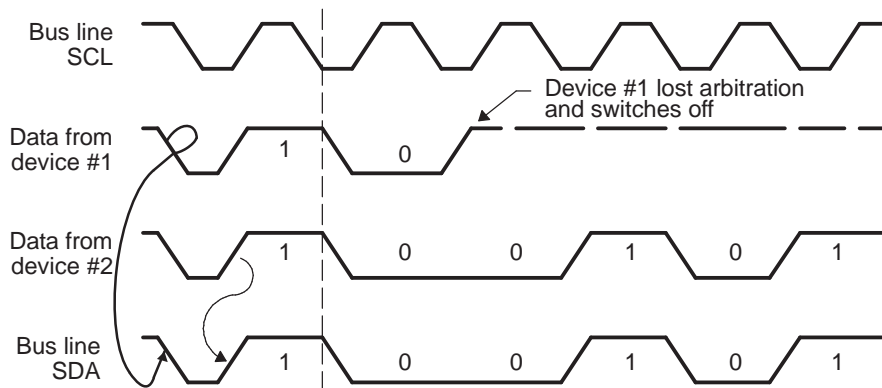 Bus line
SCL
Device #1 lost arbitration
and switches off
Data from
device #1
1 0
Data from
device #2
1 0 0 1 0 1
Bus line
SDA
1 0 0 1 0 1